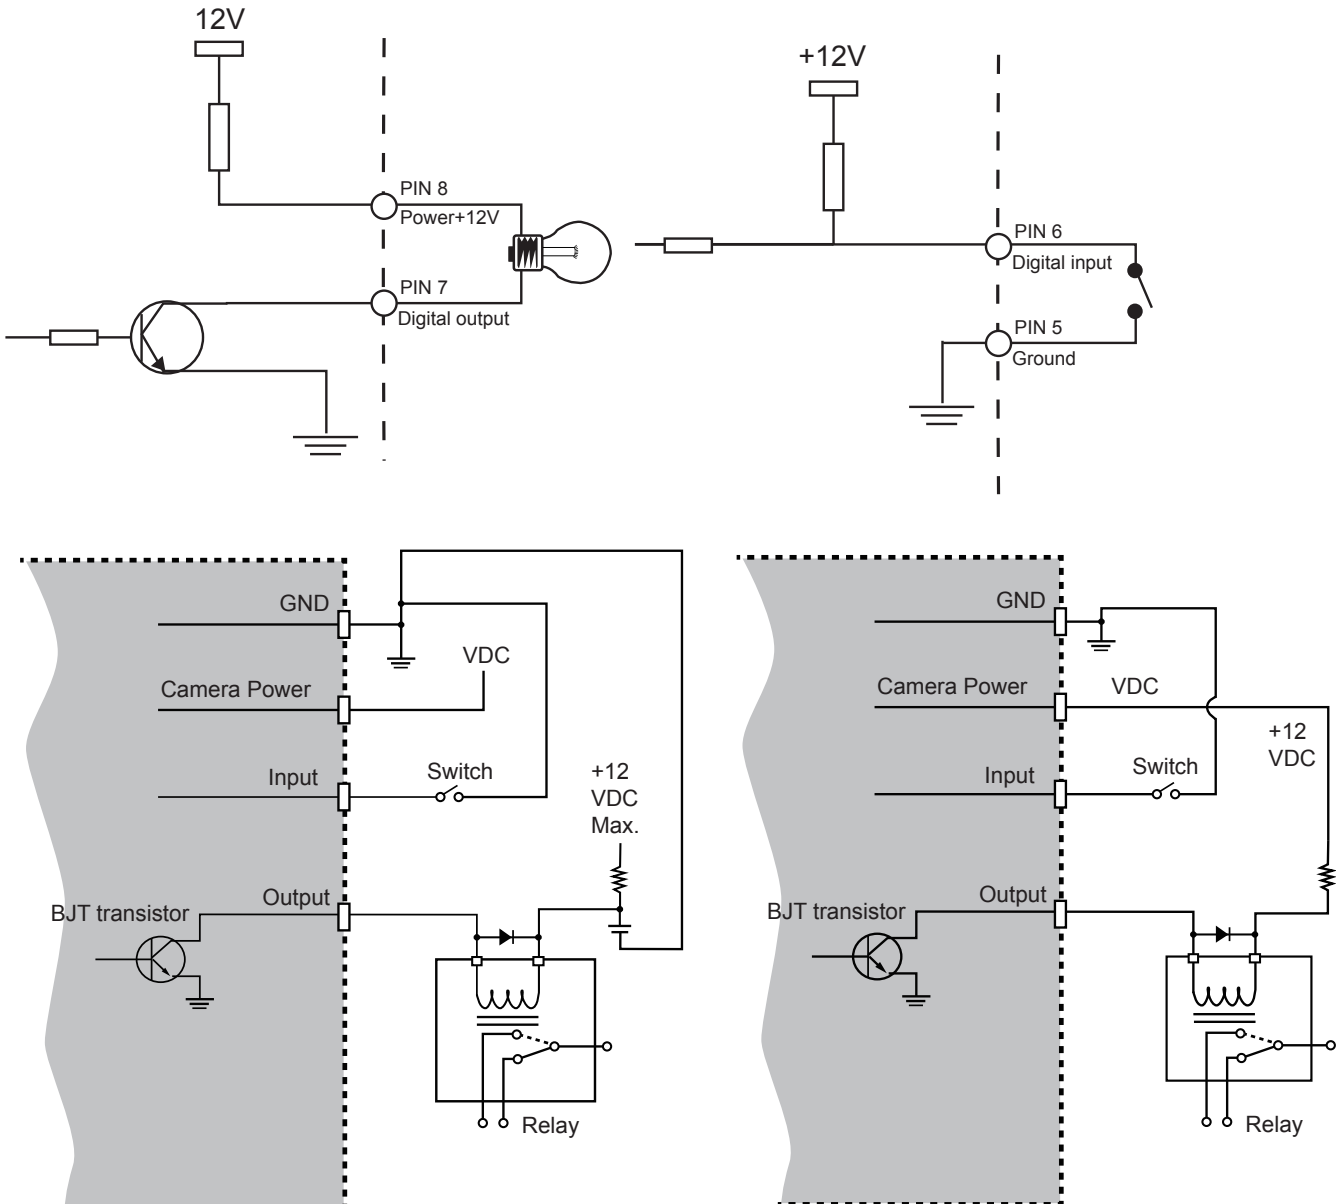 12V
PIN 8
Power+12V
PIN 7
Digital output
+12V
PIN 6
Digital input
PIN 5
Ground
GND
VDC
Camera Power
Input
Switch
+12
VDC
Max.
Output
BJT transistor
Relay
GND
Camera Power
VDC
+12
VDC
Input
Switch
Output
BJT transistor
Relay